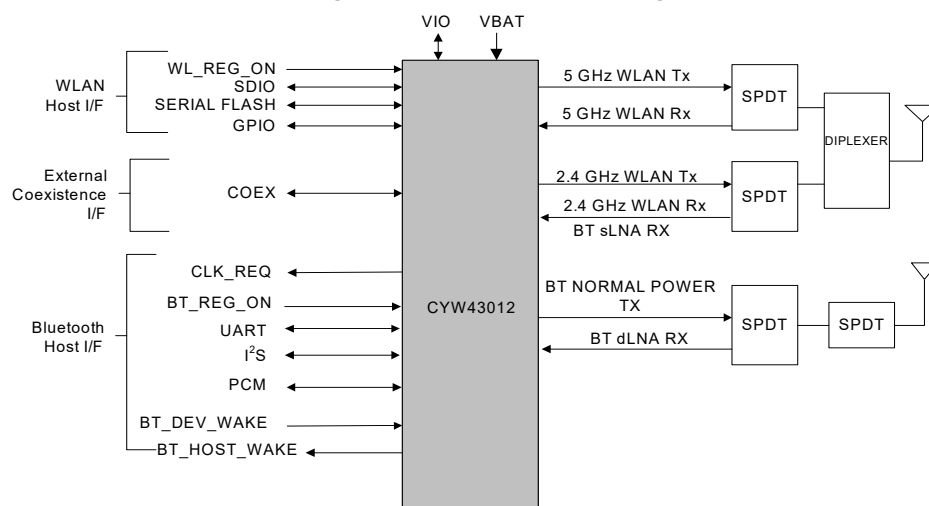 VIO
VBAT
WLAN
Host I/F
WL_REG_ON
SDIO
SERIAL FLASH
GPIO
External
Coexistence
I/F
COEX
Bluetooth
Host I/F
CLK_REQ
BT_REG_ON
UART
I²S
PCM
BT_DEV_WAKE
BT_HOST_WAKE
CYW43012
5 GHz WLAN Tx
5 GHz WLAN Rx
SPDT
2.4 GHz WLAN Tx
2.4 GHz WLAN Rx
BT sLNA RX
SPDT
DIPLEXER
BT NORMAL POWER
TX
BT dLNA RX
SPDT
SPDT